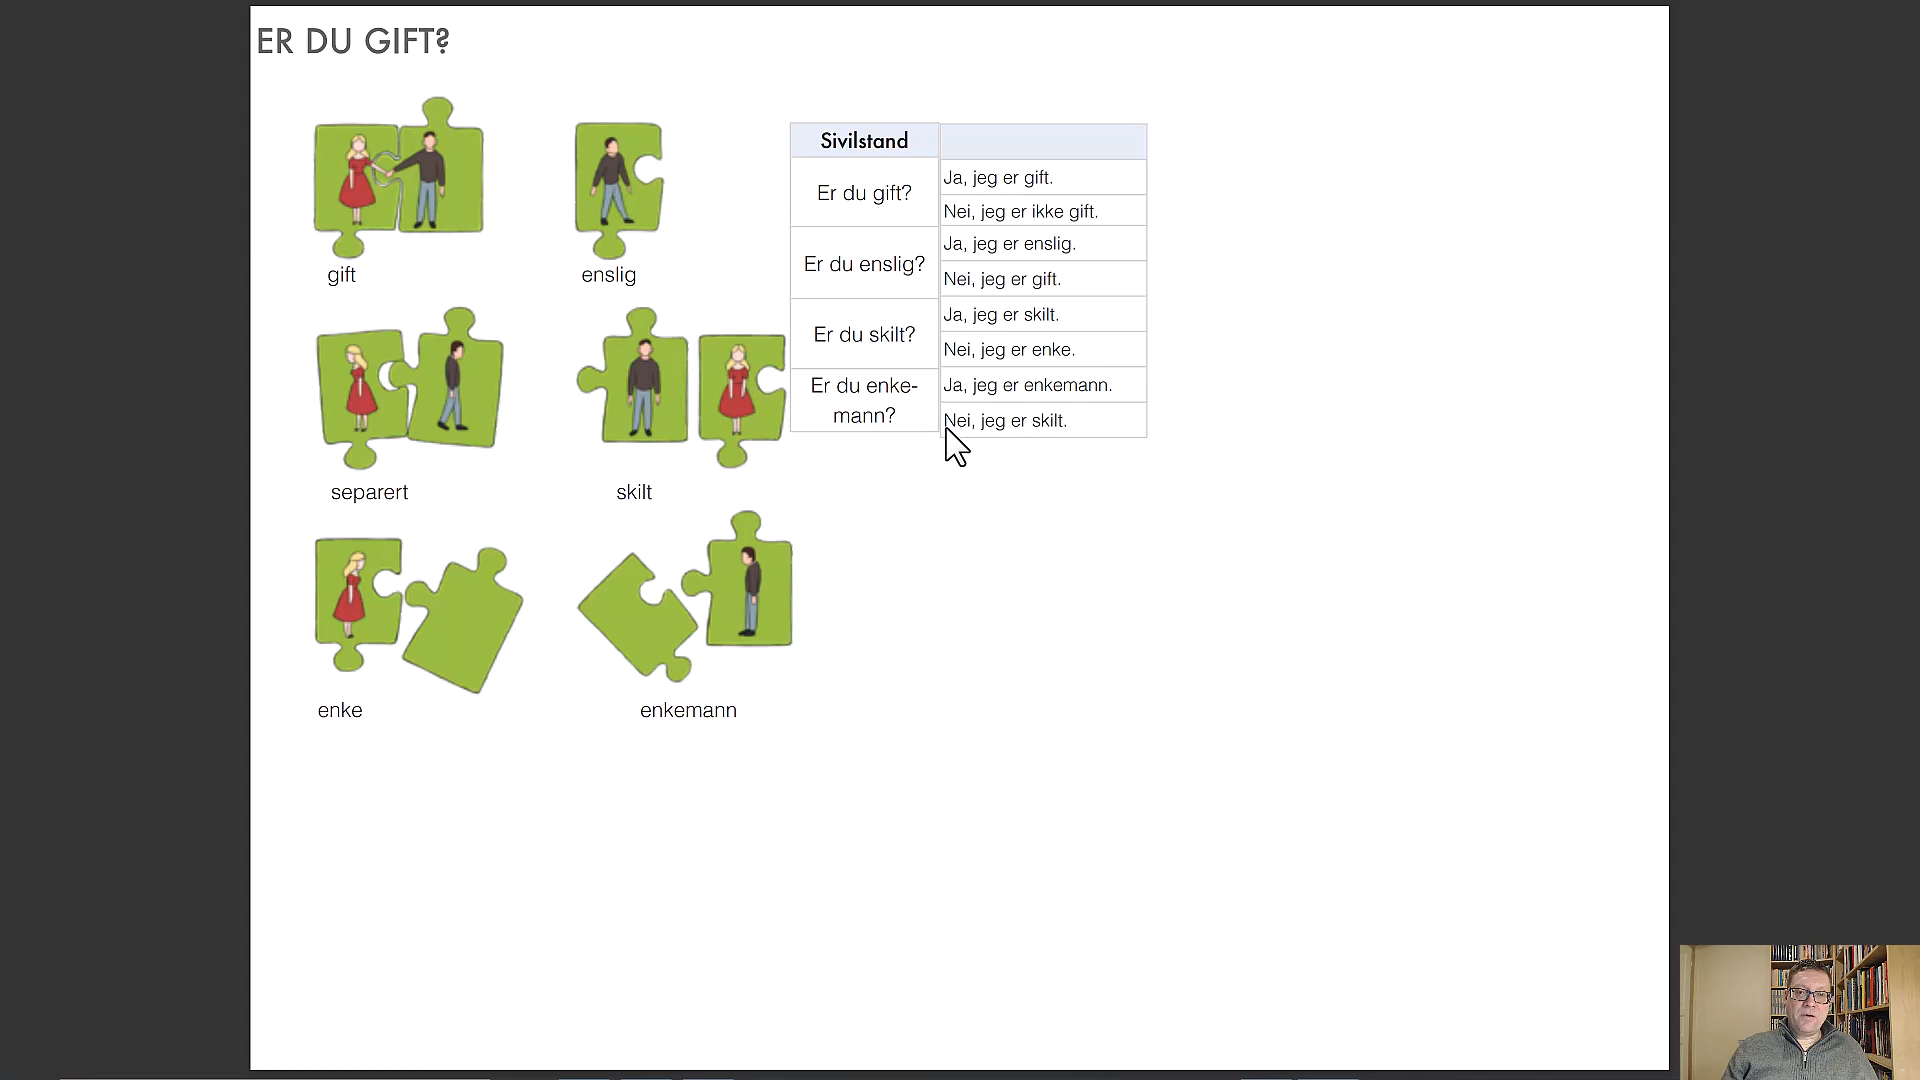 ER DU GIFT?
gift
enslig
separert
skilt
enke
enkemann
Sivilstand
Er du gift?
Ja, jeg er gift.
Nei, jeg er ikke gift.
Er du enslig?
Ja, jeg er enslig.
Nei, jeg er gift.
Er du skilt?
Ja, jeg er skilt.
Nei, jeg er enke.
Er du enke-
mann?
Ja, jeg er enkemann.
Nei, jeg er skilt.